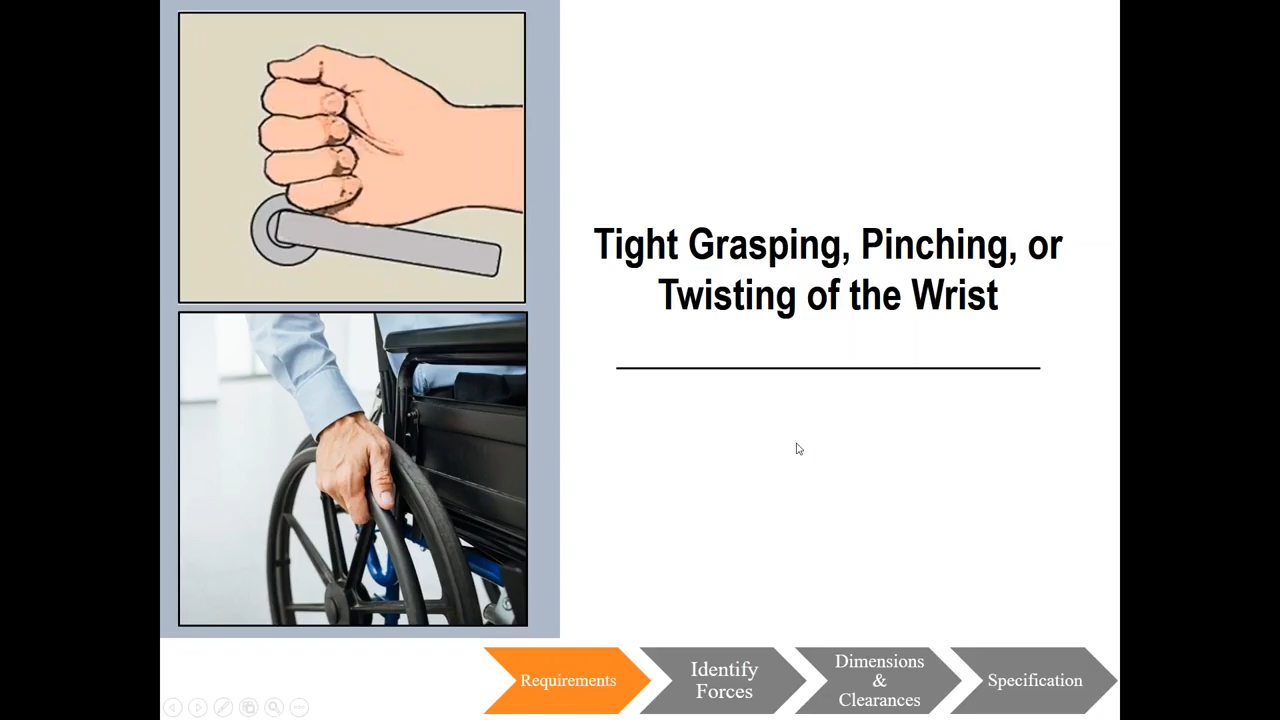 Tight Grasping, Pinching, or
Twisting of the Wrist
Requirements
Identify
Forces
Dimensions
&
Clearances
Specification